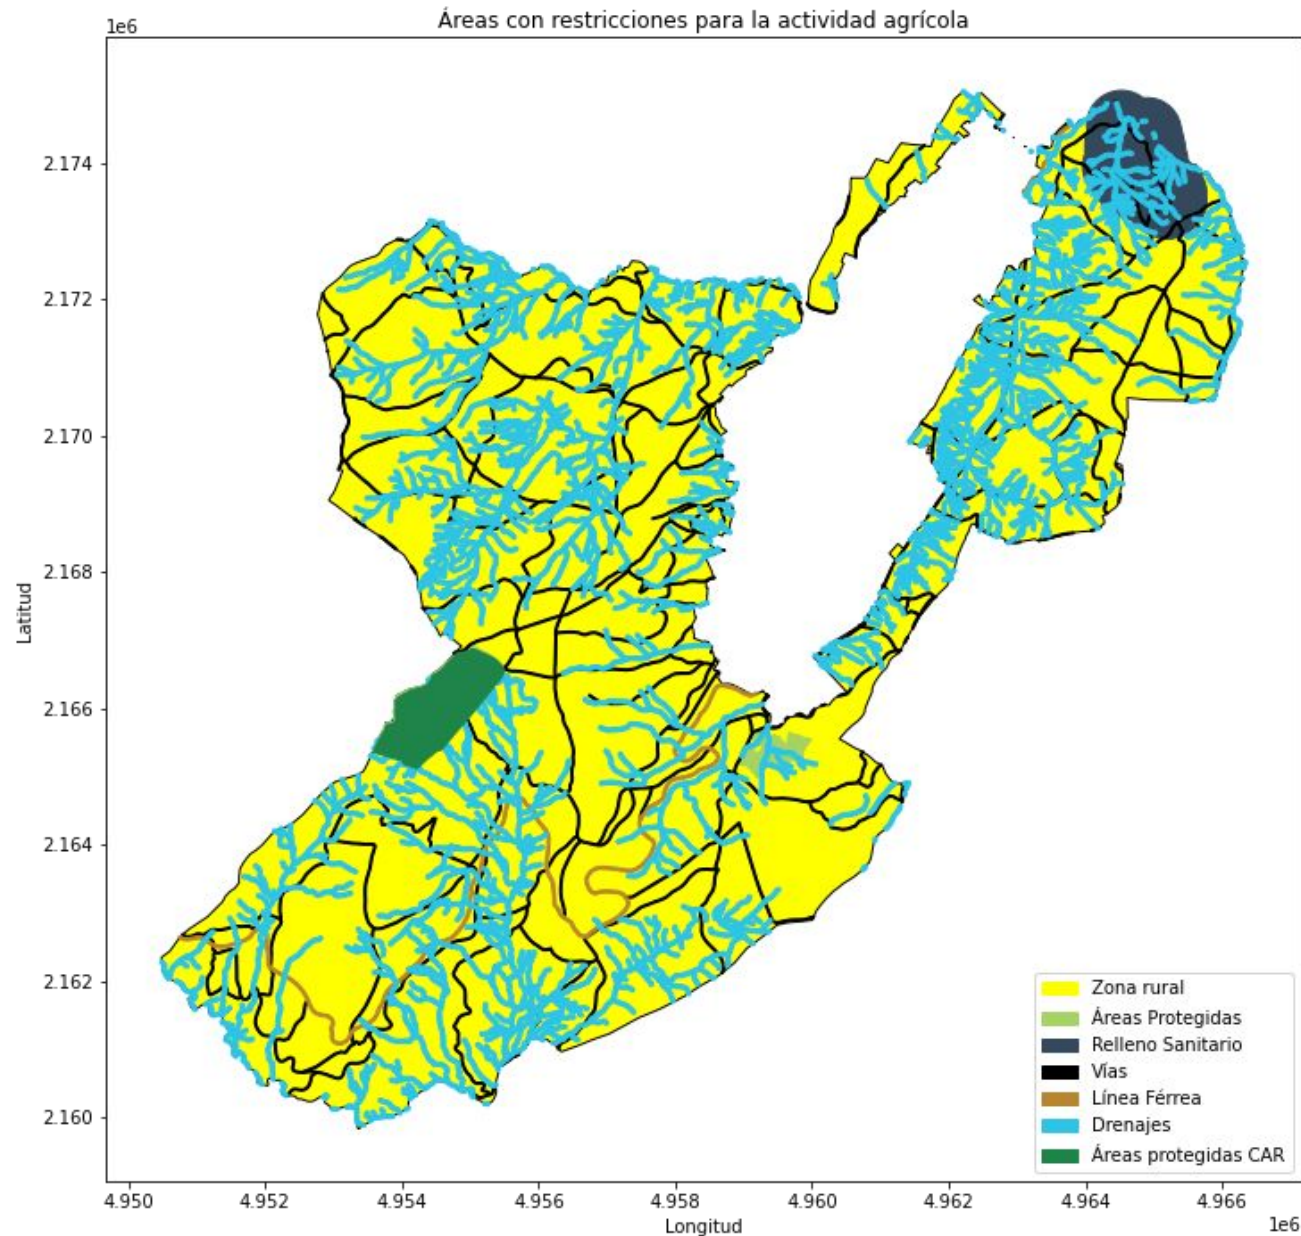 Áreas con restricciones para la actividad agrícola
1e6
2.174
2.172
2.170
2.168
2.166
2.164
2.162
2.160
Latitud
Zona rural
Áreas Protegidas
Relleno Sanitario
Vías
Línea Férrea
Drenajes
Áreas protegidas CAR
4.950 4.952 4.954 4.956 4.958 4.960 4.962 4.964 4.966
1e6
Longitud